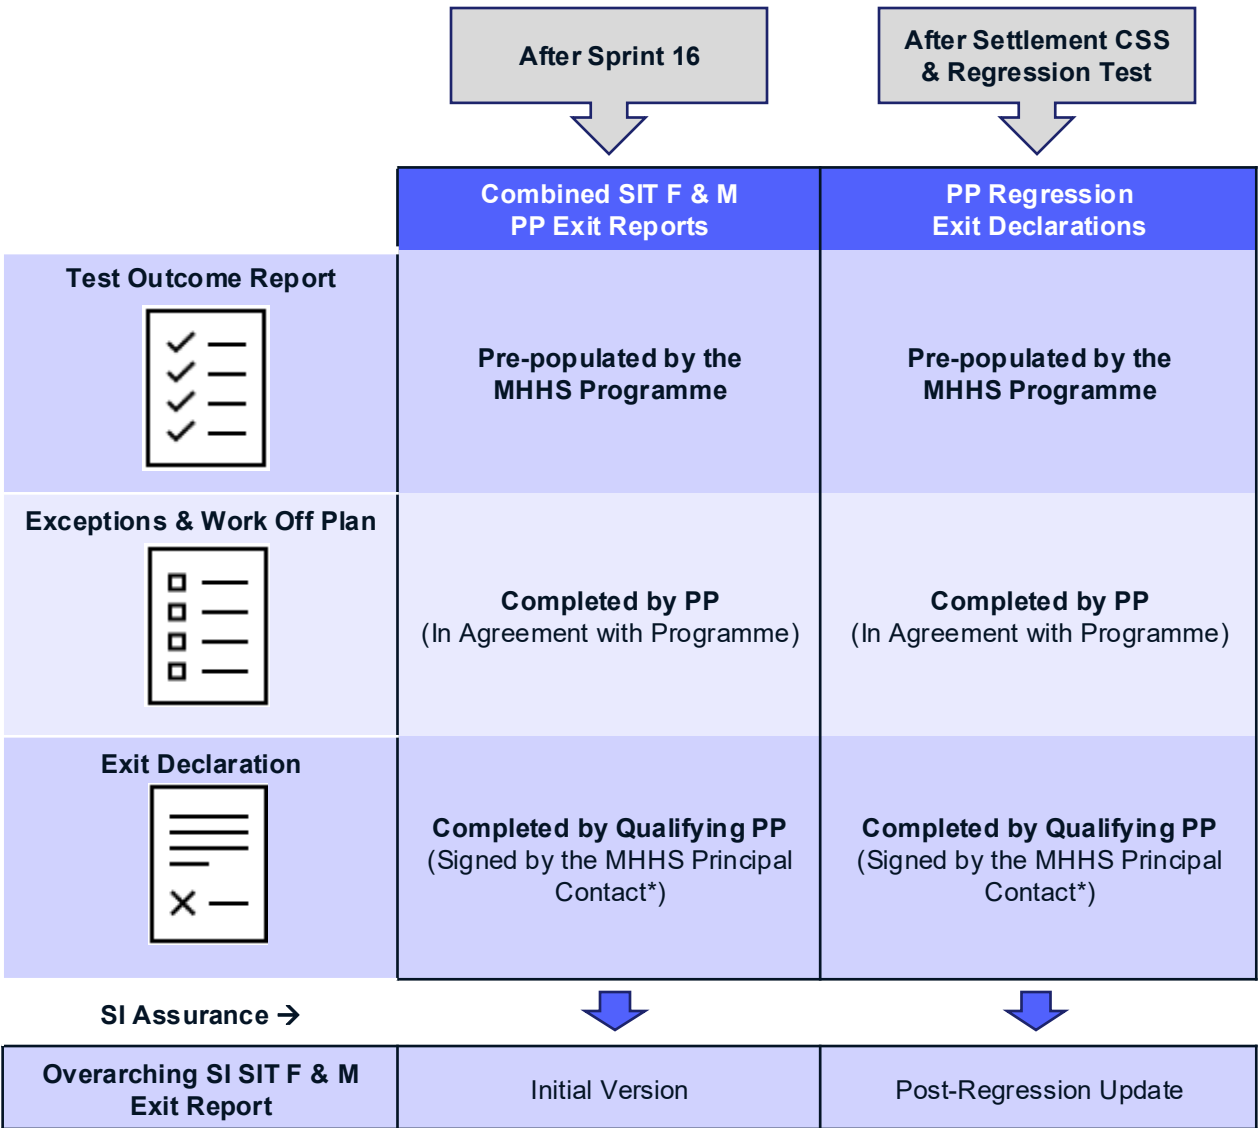 After Sprint 16
After Settlement CSS
& Regression Test
Combined SIT F & M
PP Exit Reports
PP Regression
Exit Declarations
Test Outcome Report
Pre-populated by the
MHHS Programme
Pre-populated by the
MHHS Programme
Exceptions & Work Off Plan
Completed by PP
(In Agreement with Programme)
Completed by PP
(In Agreement with Programme)
Exit Declaration
Completed by Qualifying PP
(Signed by the MHHS Principal
Contact*)
Completed by Qualifying PP
(Signed by the MHHS Principal
Contact*)
SI Assurance →
Overarching SI SIT F & M
Exit Report
Initial Version
Post-Regression Update